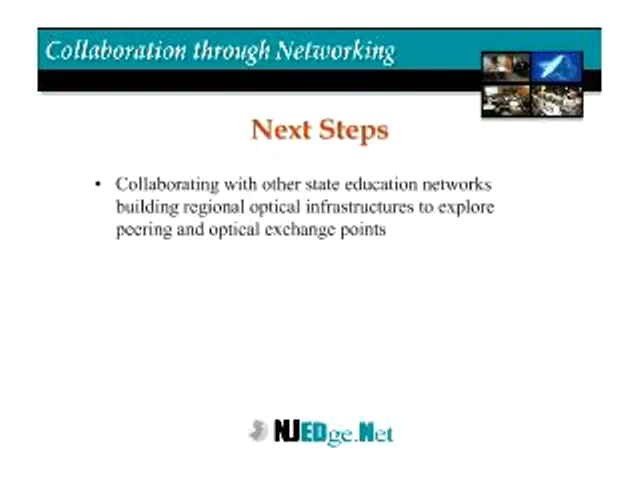 Collaboration through Networking
Next Steps
• Collaborating with other state education networks
building regional optical infrastructures to explore
peering and optical exchange points
NJEDge.Net